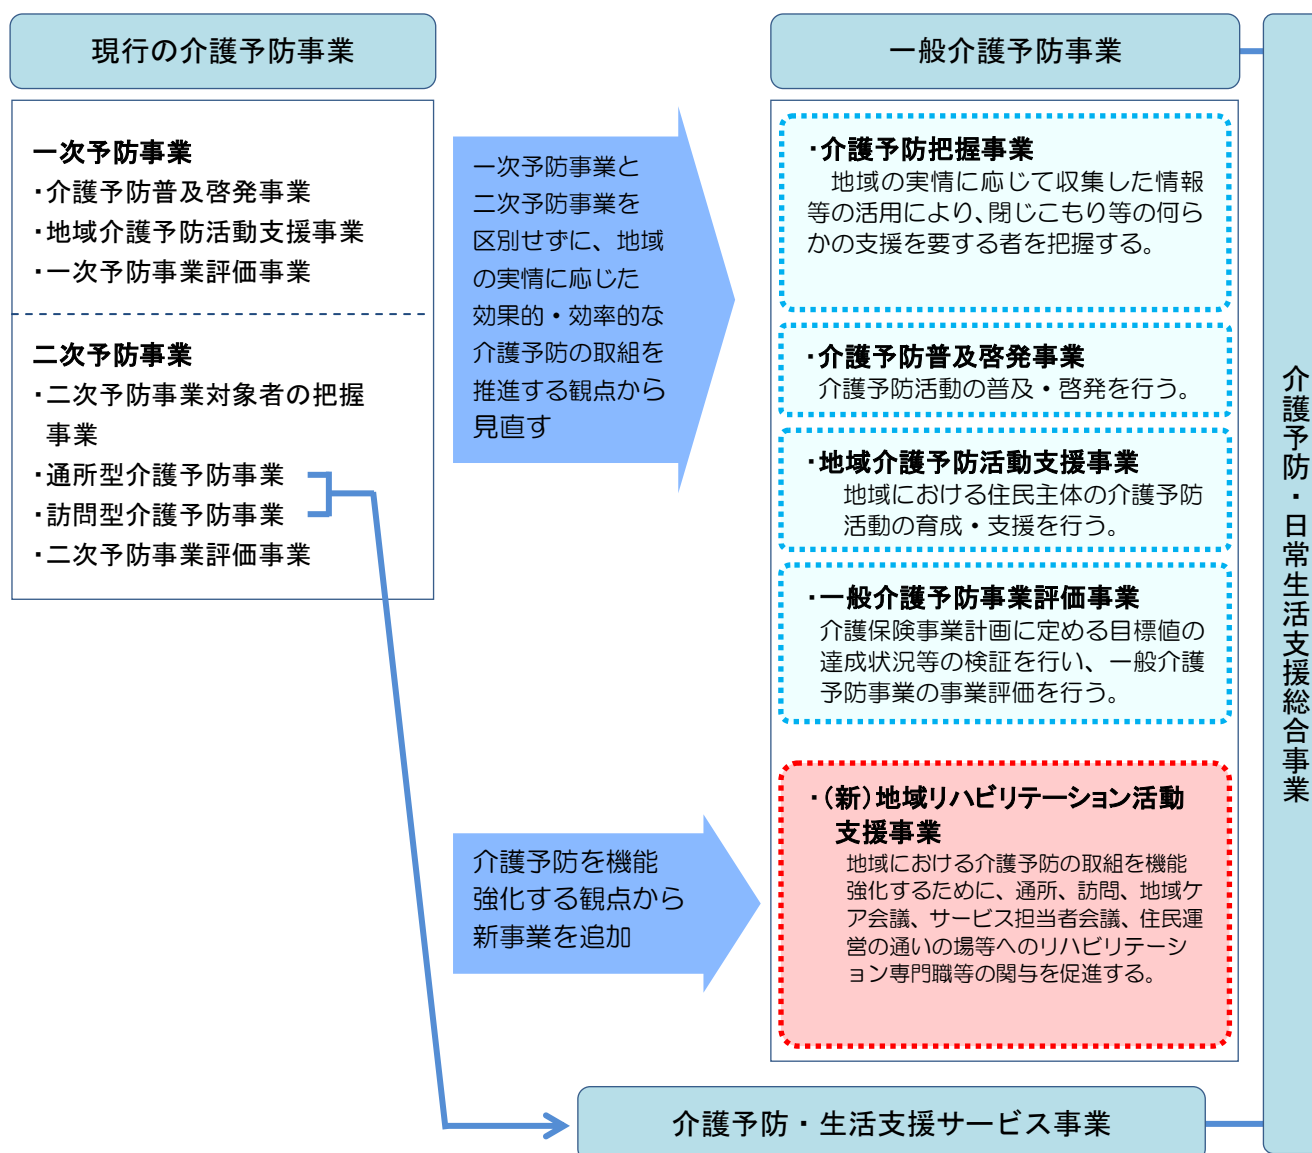 現行の介護予防事業
一次予防事業
・介護予防普及啓発事業
・地域介護予防活動支援事業
・一次予防事業評価事業
二次予防事業
・二次予防事業対象者の把握
事業
・通所型介護予防事業
・訪問型介護予防事業
・二次予防事業評価事業
一次予防事業と
二次予防事業を
区別せずに、地域
の実情に応じた
効果的・効率的な
介護予防の取組を
推進する観点から
見直す
介護予防を機能
強化する観点から
新事業を追加
一般介護予防事業
・介護予防把握事業
地域の実情に応じて収集した情報
等の活用により、閉じこもり等の何ら
かの支援を要する者を把握する。
・介護予防普及啓発事業
介護予防活動の普及・啓発を行う。
・地域介護予防活動支援事業
地域における住民主体の介護予防
活動の育成・支援を行う。
・一般介護予防事業評価事業
介護保険事業計画に定める目標値の
達成状況等の検証を行い、一般介護
予防事業の事業評価を行う。
・（新）地域リハビリテーション活動
支援事業
地域における介護予防の取組を機能
強化するために、通所、訪問、地域ケ
ア会議、サービス担当者会議、住民運
営の通いの場等へのリハビリテーシ
ョン専門職等の関与を促進する。
介護予防・生活支援サービス事業
介護予防・日常生活支援総合事業